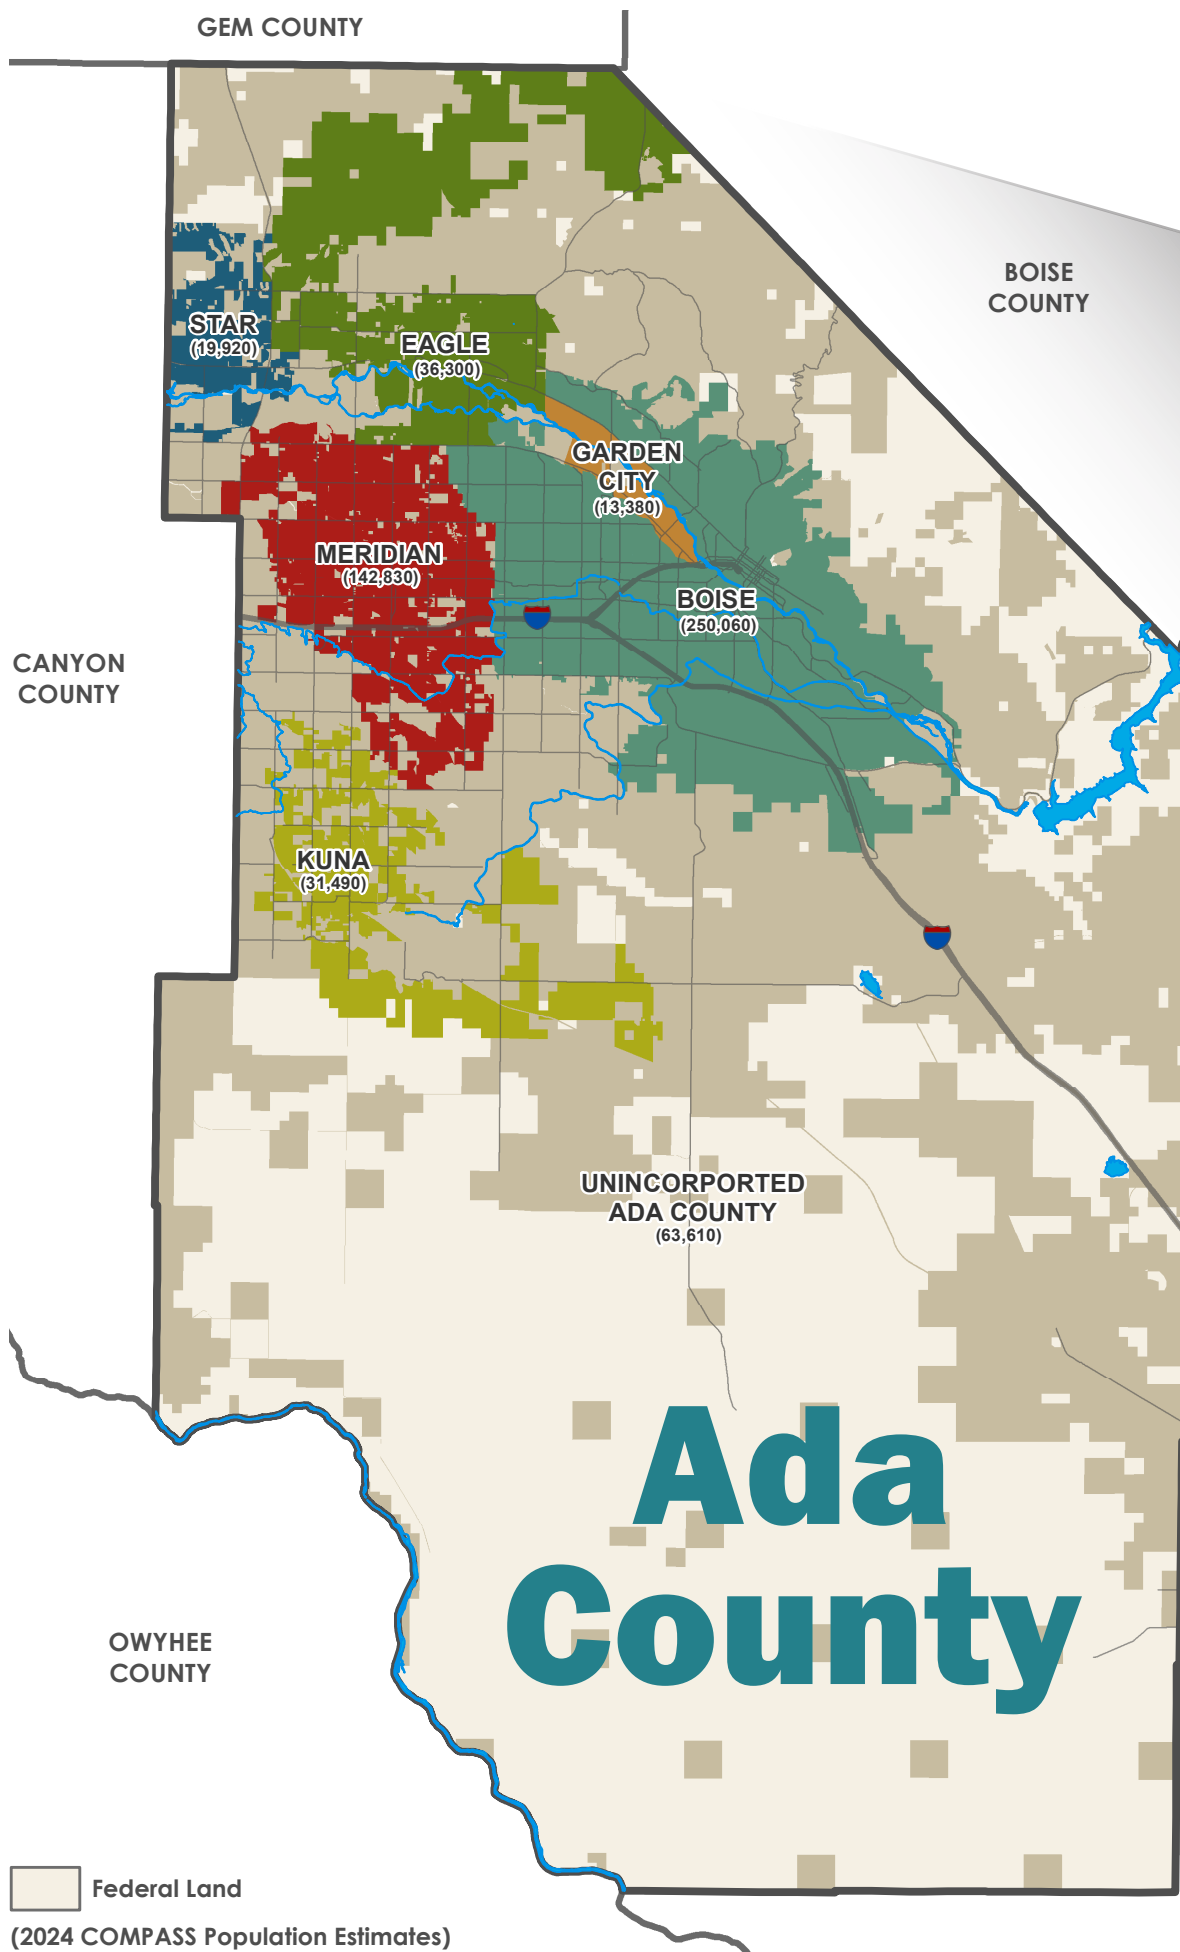 GEM COUNTY
BOISE
COUNTY
STAR
(19,920)
EAGLE
(36,300)
GARDEN
CITY
(13,380)
MERIDIAN
(142,830)
BOISE
(250,060)
CANYON
COUNTY
KUNA
(31,490)
UNINCORPORTED
ADA COUNTY
(63,610)
Ada
County
OWYHEE
COUNTY
Federal Land
(2024 COMPASS Population Estimates)